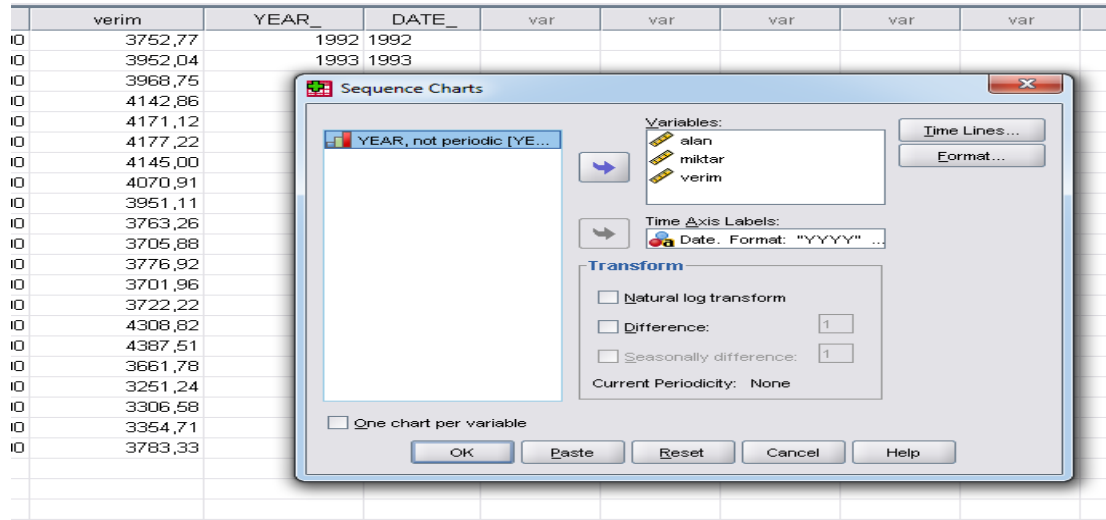 verim YEAR_ DATE_ var var var var var
3752,77 1992 1992
3952,04 1993 1993
3968,75
4142,86
4171,12
4177,22
4145,00
4070,91
3951,11
3763,26
3705,88
3776,92
3701,96
3722,22
4308,82
4387,51
3661,78
3251,24
3306,58
3354,71
3783,33
Sequence Charts
YEAR, not periodic [YE...
Variables:
alan
miktar
verim
Time Lines...
Format...
Time Axis Labels:
Date. Format: "YYYY" ...
Transform
Natural log transform
Difference: 1
Seasonally difference: 1
Current Periodicity: None
One chart per variable
OK Paste Reset Cancel Help